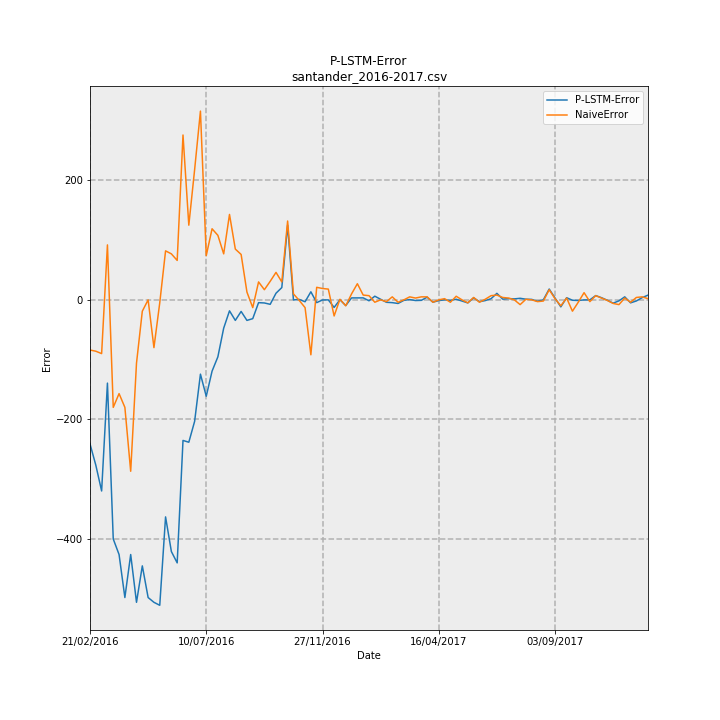 P-LSTM-Error
santander_2016-2017.csv
P-LSTM-Error
NaiveError
200
0
−200
−400
Error
21/02/2016
10/07/2016
27/11/2016
16/04/2017
03/09/2017
Date